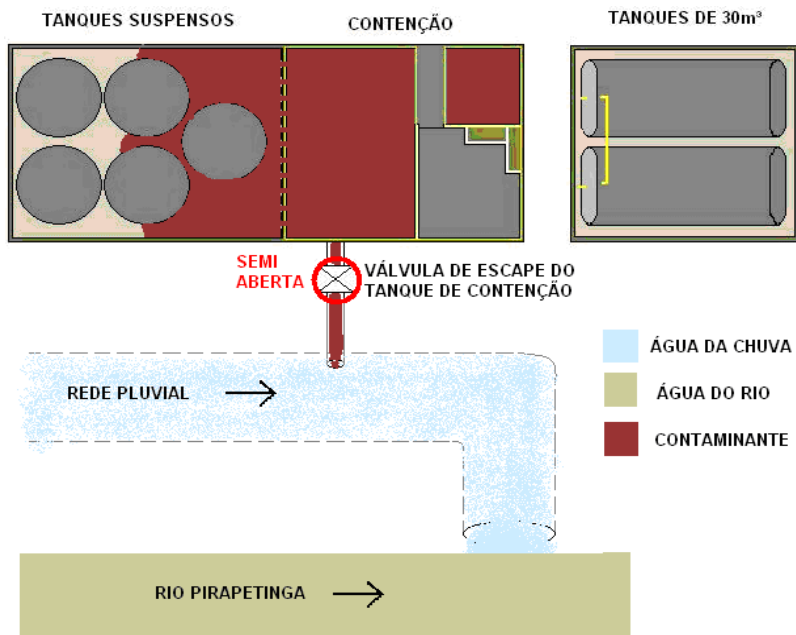 TANQUES SUSPENSOS
CONTENÇÃO
TANQUES DE 30m³
SEMI
ABERTA
VÁLVULA DE ESCAPE DO
TANQUE DE CONTENÇÃO
ÁGUA DA CHUVA
REDE PLUVIAL
ÁGUA DO RIO
CONTAMINANTE
RIO PIRAPETINGA